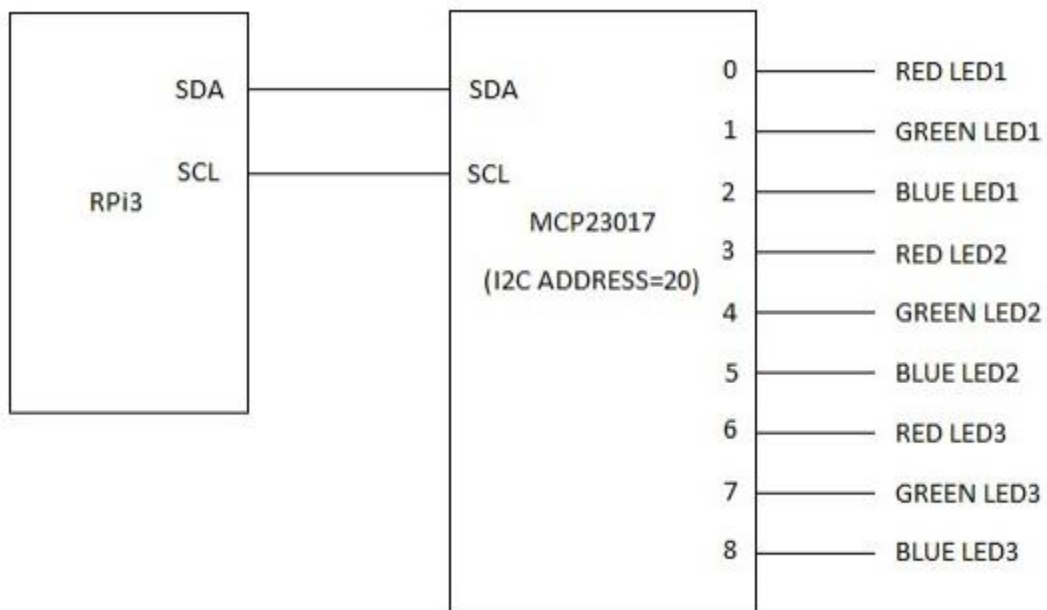 SDA
SCL
RPi3
SDA
SCL
MCP23017
(I2C ADDRESS=20)
0 RED LED1
1 GREEN LED1
2 BLUE LED1
3 RED LED2
4 GREEN LED2
5 BLUE LED2
6 RED LED3
7 GREEN LED3
8 BLUE LED3